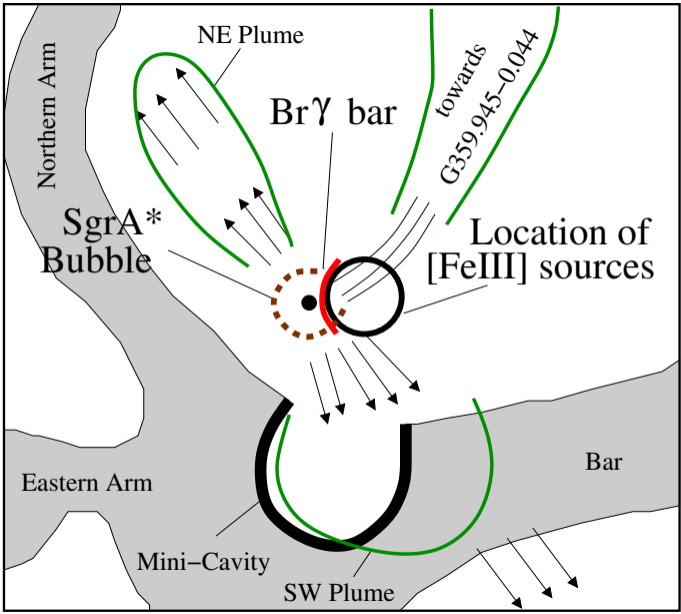 NE Plume
Northern Arm
towards
G359.945−0.044
Brγ bar
SgrA*
Bubble
Location of
[FeIII] sources
Eastern Arm
Bar
Mini−Cavity
SW Plume